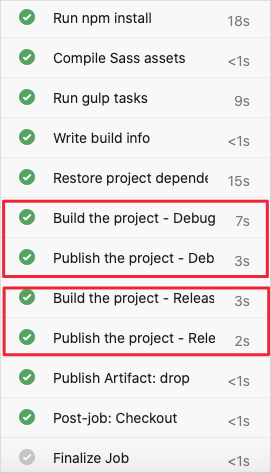 Run npm install 18s
Compile Sass assets <1s
Run gulp tasks 9s
Write build info <1s
Restore project depende 15s
Build the project - Debug 7s
Publish the project - Deb 3s
Build the project - Releas 3s
Publish the project - Rele 2s
Publish Artifact: drop <1s
Post-job: Checkout <1s
Finalize Job <1s